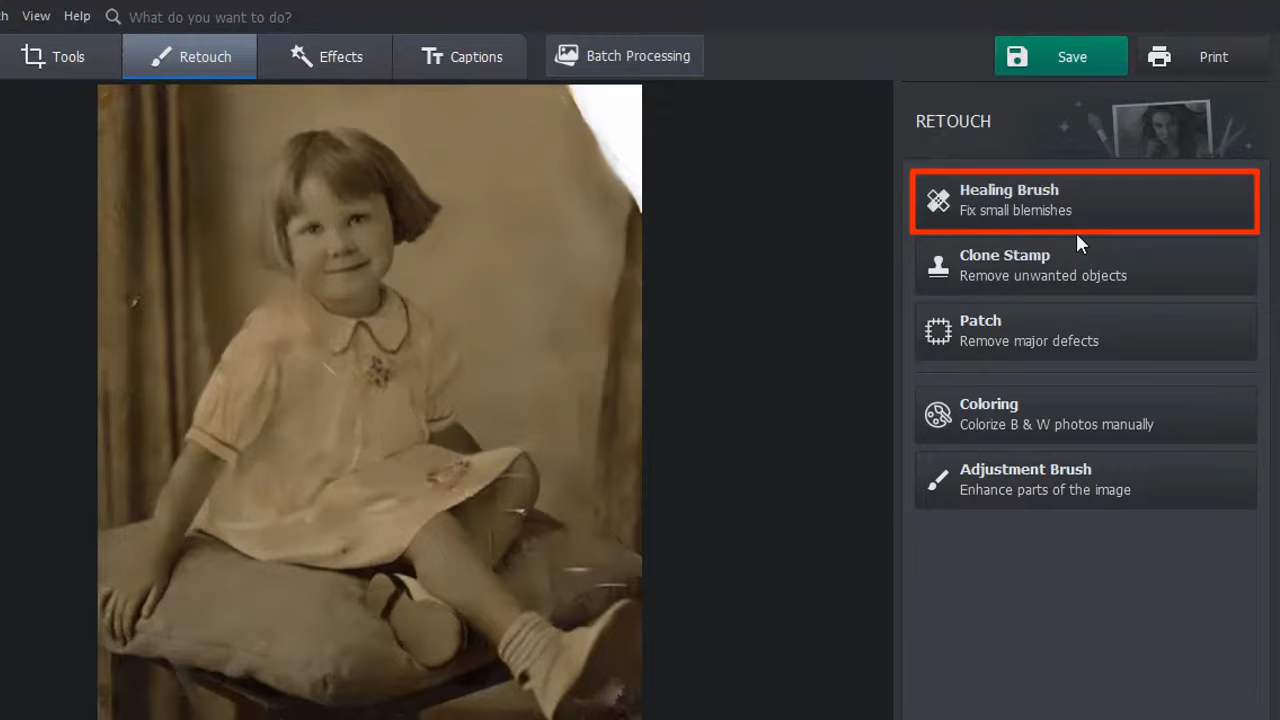 View Help What do you want to do?
Tools Retouch Effects Captions Batch Processing Save Print
RETOUCH
Healing Brush
Fix small blemishes
Clone Stamp
Remove unwanted objects
Patch
Remove major defects
Coloring
Colorize B & W photos manually
Adjustment Brush
Enhance parts of the image